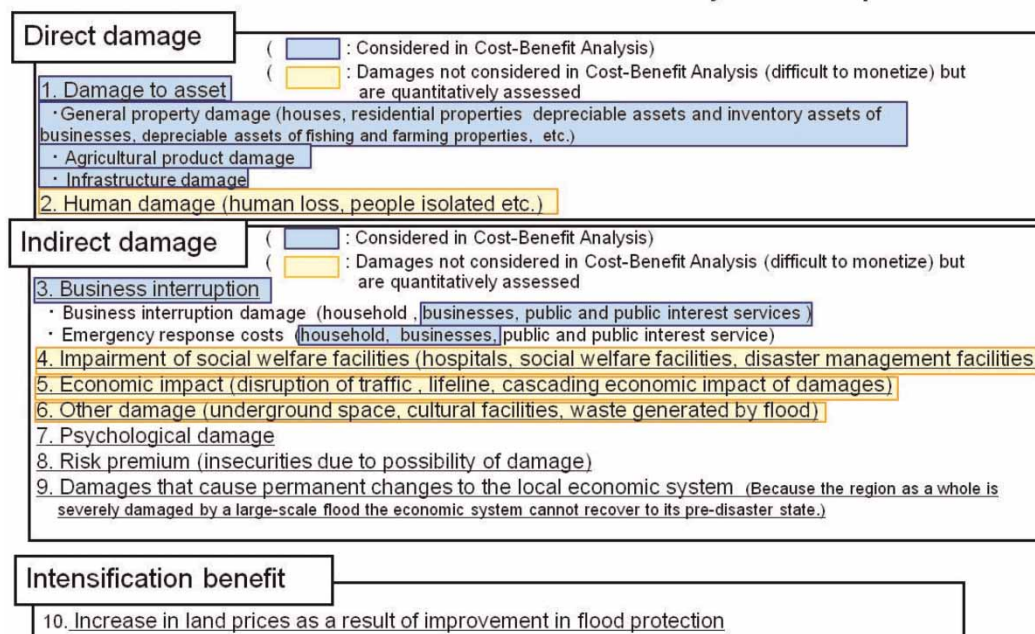 Direct damage
( : Considered in Cost-Benefit Analysis)
( : Damages not considered in Cost-Benefit Analysis (difficult to monetize) but
are quantitatively assessed
1. Damage to asset
・General property damage (houses, residential properties depreciable assets and inventory assets of
businesses, depreciable assets of fishing and farming properties, etc.)
・Agricultural product damage
・Infrastructure damage
2. Human damage (human loss, people isolated etc.)
Indirect damage
( : Considered in Cost-Benefit Analysis)
( : Damages not considered in Cost-Benefit Analysis (difficult to monetize) but
are quantitatively assessed
3. Business interruption
・Business interruption damage (household , businesses, public and public interest services )
・Emergency response costs (household, businesses, public and public interest service)
4. Impairment of social welfare facilities (hospitals, social welfare facilities, disaster management facilities
5. Economic impact (disruption of traffic , lifeline, cascading economic impact of damages)
6. Other damage (underground space, cultural facilities, waste generated by flood)
7. Psychological damage
8. Risk premium (insecurities due to possibility of damage)
9. Damages that cause permanent changes to the local economic system (Because the region as a whole is
severely damaged by a large-scale flood the economic system cannot recover to its pre-disaster state.)
Intensification benefit
10. Increase in land prices as a result of improvement in flood protection